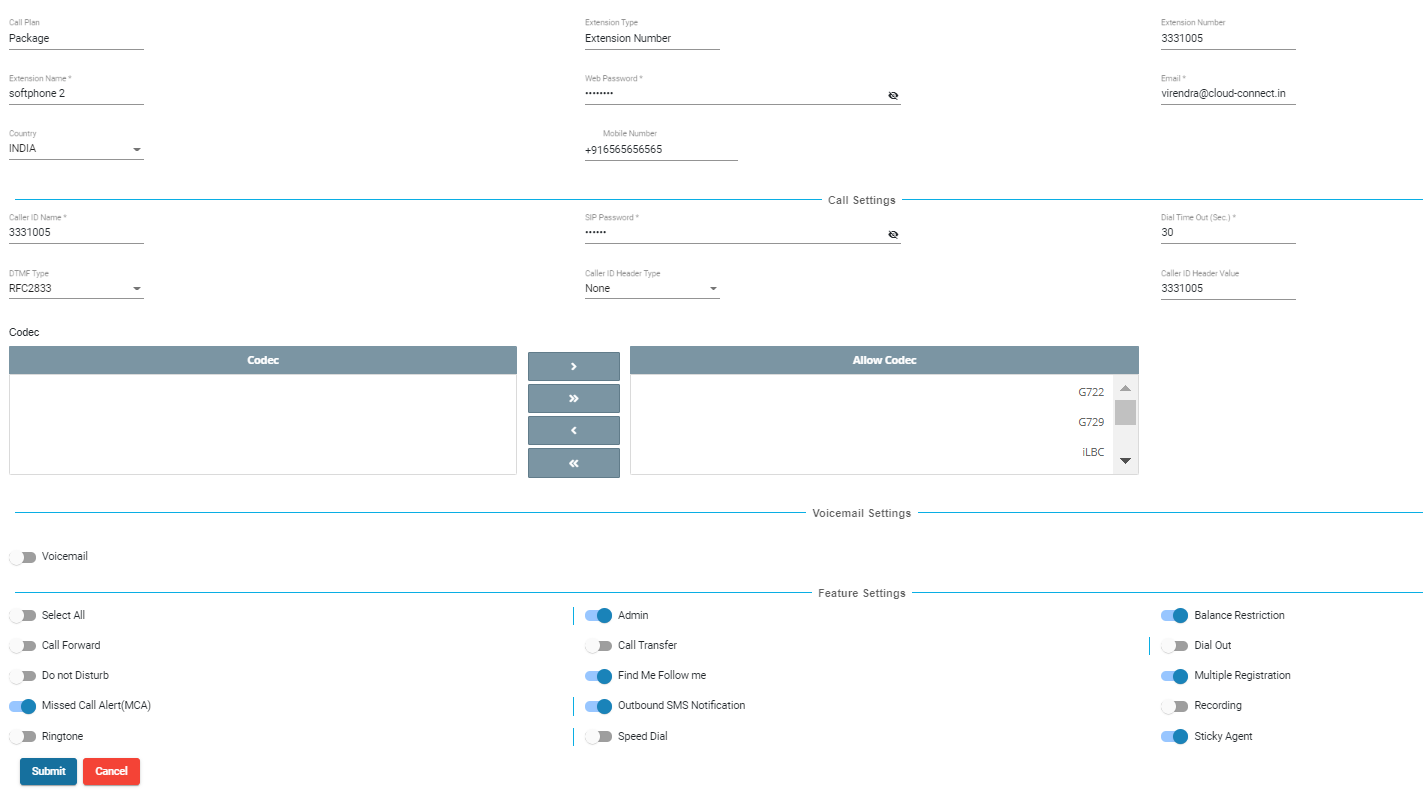 Call Plan
Package
Extension Type
Extension Number
Extension Number
3331005
Extension Name *
softphone 2
Web Password *
••••••••
Email *
virendra@cloud-connect.in
Country
INDIA
Mobile Number
+916565656565
Call Settings
Caller ID Name *
3331005
SIP Password *
••••••
Dial Time Out (Sec.) *
30
DTMF Type
RFC2833
Caller ID Header Type
None
Caller ID Header Value
3331005
Codec
Codec
Allow Codec
G722
G729
iLBC
Voicemail Settings
Voicemail
Feature Settings
Select All
Admin
Balance Restriction
Call Forward
Call Transfer
Dial Out
Do not Disturb
Find Me Follow me
Multiple Registration
Missed Call Alert(MCA)
Outbound SMS Notification
Recording
Ringtone
Speed Dial
Sticky Agent
Submit
Cancel